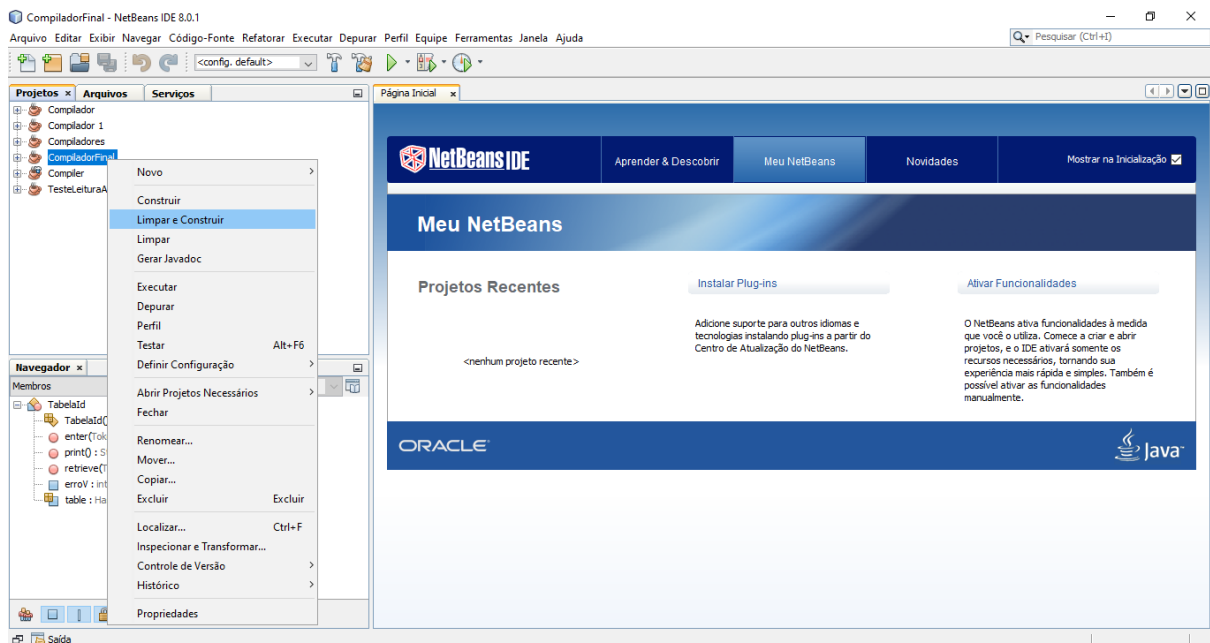 CompiladorFinal - NetBeans IDE 8.0.1
Arquivo Editar Exibir Navegar Código-Fonte Refatorar Executar Depurar Perfil Equipe Ferramentas Janela Ajuda
Pesquisar (Ctrl+I)
<config. default>
Projetos Arquivos Serviços
Compilador
Compilador 1
Compiladores
CompiladorFinal
Compiler
TesteLeituraA
Novo
Construir
Limpar e Construir
Limpar
Gerar Javadoc
Executar
Depurar
Perfil
Testar Alt+F6
Definir Configuração
Abrir Projetos Necessários
Fechar
Renomear...
Mover...
Copiar...
Excluir Excluir
Localizar... Ctrl+F
Inspecionar e Transformar...
Controle de Versão
Histórico
Propriedades
Navegador
Membros
TabelaId
TabelaId()
enter(Tok
print() : S
retrieve(T
erroV : int
table : Ha
Saída
Página Inicial
NetBeans IDE
Aprender & Descobrir
Meu NetBeans
Novidades
Mostrar na Inicialização
Meu NetBeans
Projetos Recentes
<nenhum projeto recente>
Instalar Plug-ins
Adicione suporte para outros idiomas e
tecnologias instalando plug-ins a partir do
Centro de Atualização do NetBeans.
Ativar Funcionalidades
O NetBeans ativa funcionalidades à medida
que você o utiliza. Comece a criar e abrir
projetos, e o IDE ativará somente os
recursos necessários, tornando sua
experiência mais rápida e simples. Também é
possível ativar as funcionalidades
manualmente.
ORACLE
Java